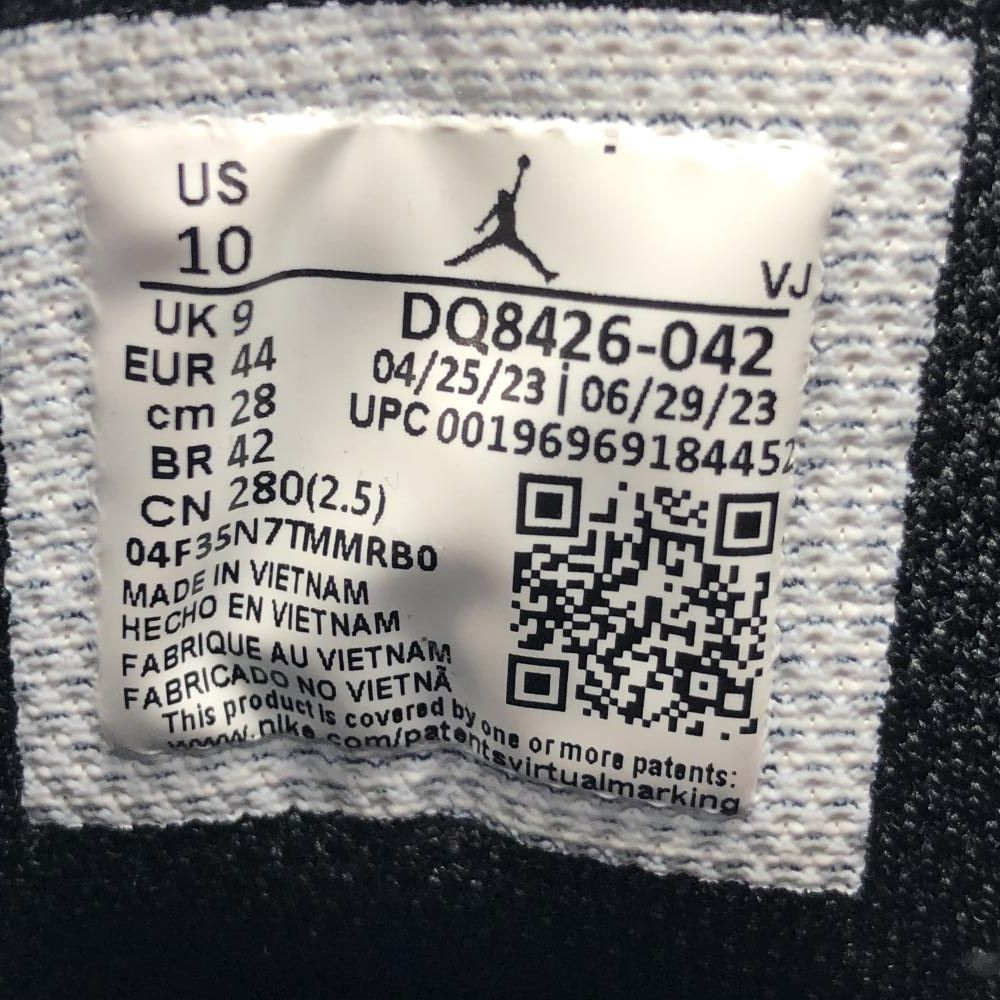 US
10
VJ
UK 9
EUR 44
cm 28
BR 42
CN 280(2.5)
DQ8426-042
04/25/23 | 06/29/23
UPC 00196969184452
04F35N7TMMRB0
MADE IN VIETNAM
HECHO EN VIETNAM
FABRIQUE AU VIETNAM
FABRICADO NO VIETNÃ
This product is covered by one or more patents:
www.nike.com/patentsvirtualmarking